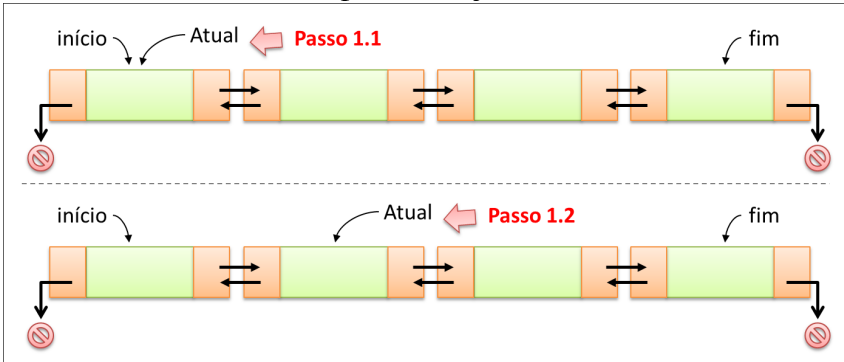 início
Atual
Passo 1.1
fim
início
Atual
Passo 1.2
fim